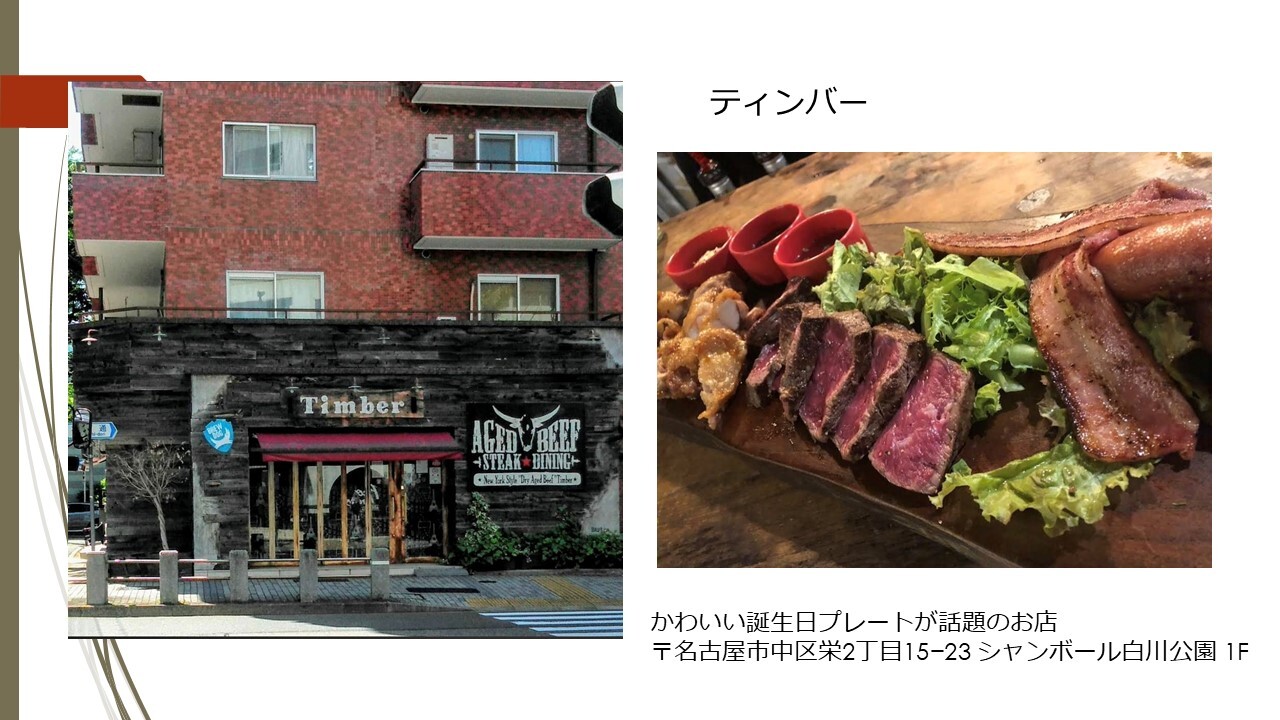 ティンバー
Timber
BREW
DOG
通
AGED BEEF
STEAK★DINING
New York Style "Dry Aged Beef" Timber
かわいい誕生日プレートが話題のお店
〒名古屋市中区栄2丁目15−23 シャンボール白川公園 1F